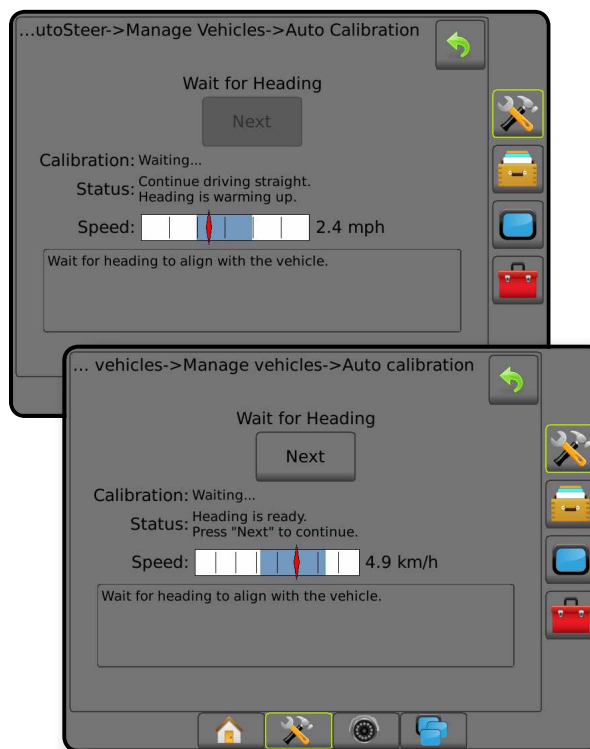 ...utoSteer->Manage Vehicles->Auto Calibration
Wait for Heading
Next
Calibration: Waiting...
Status: Continue driving straight.
Heading is warming up.
Speed: 2.4 mph
Wait for heading to align with the vehicle.
... vehicles->Manage vehicles->Auto calibration
Wait for Heading
Next
Calibration: Waiting...
Status: Heading is ready.
Press "Next" to continue.
Speed: 4.9 km/h
Wait for heading to align with the vehicle.